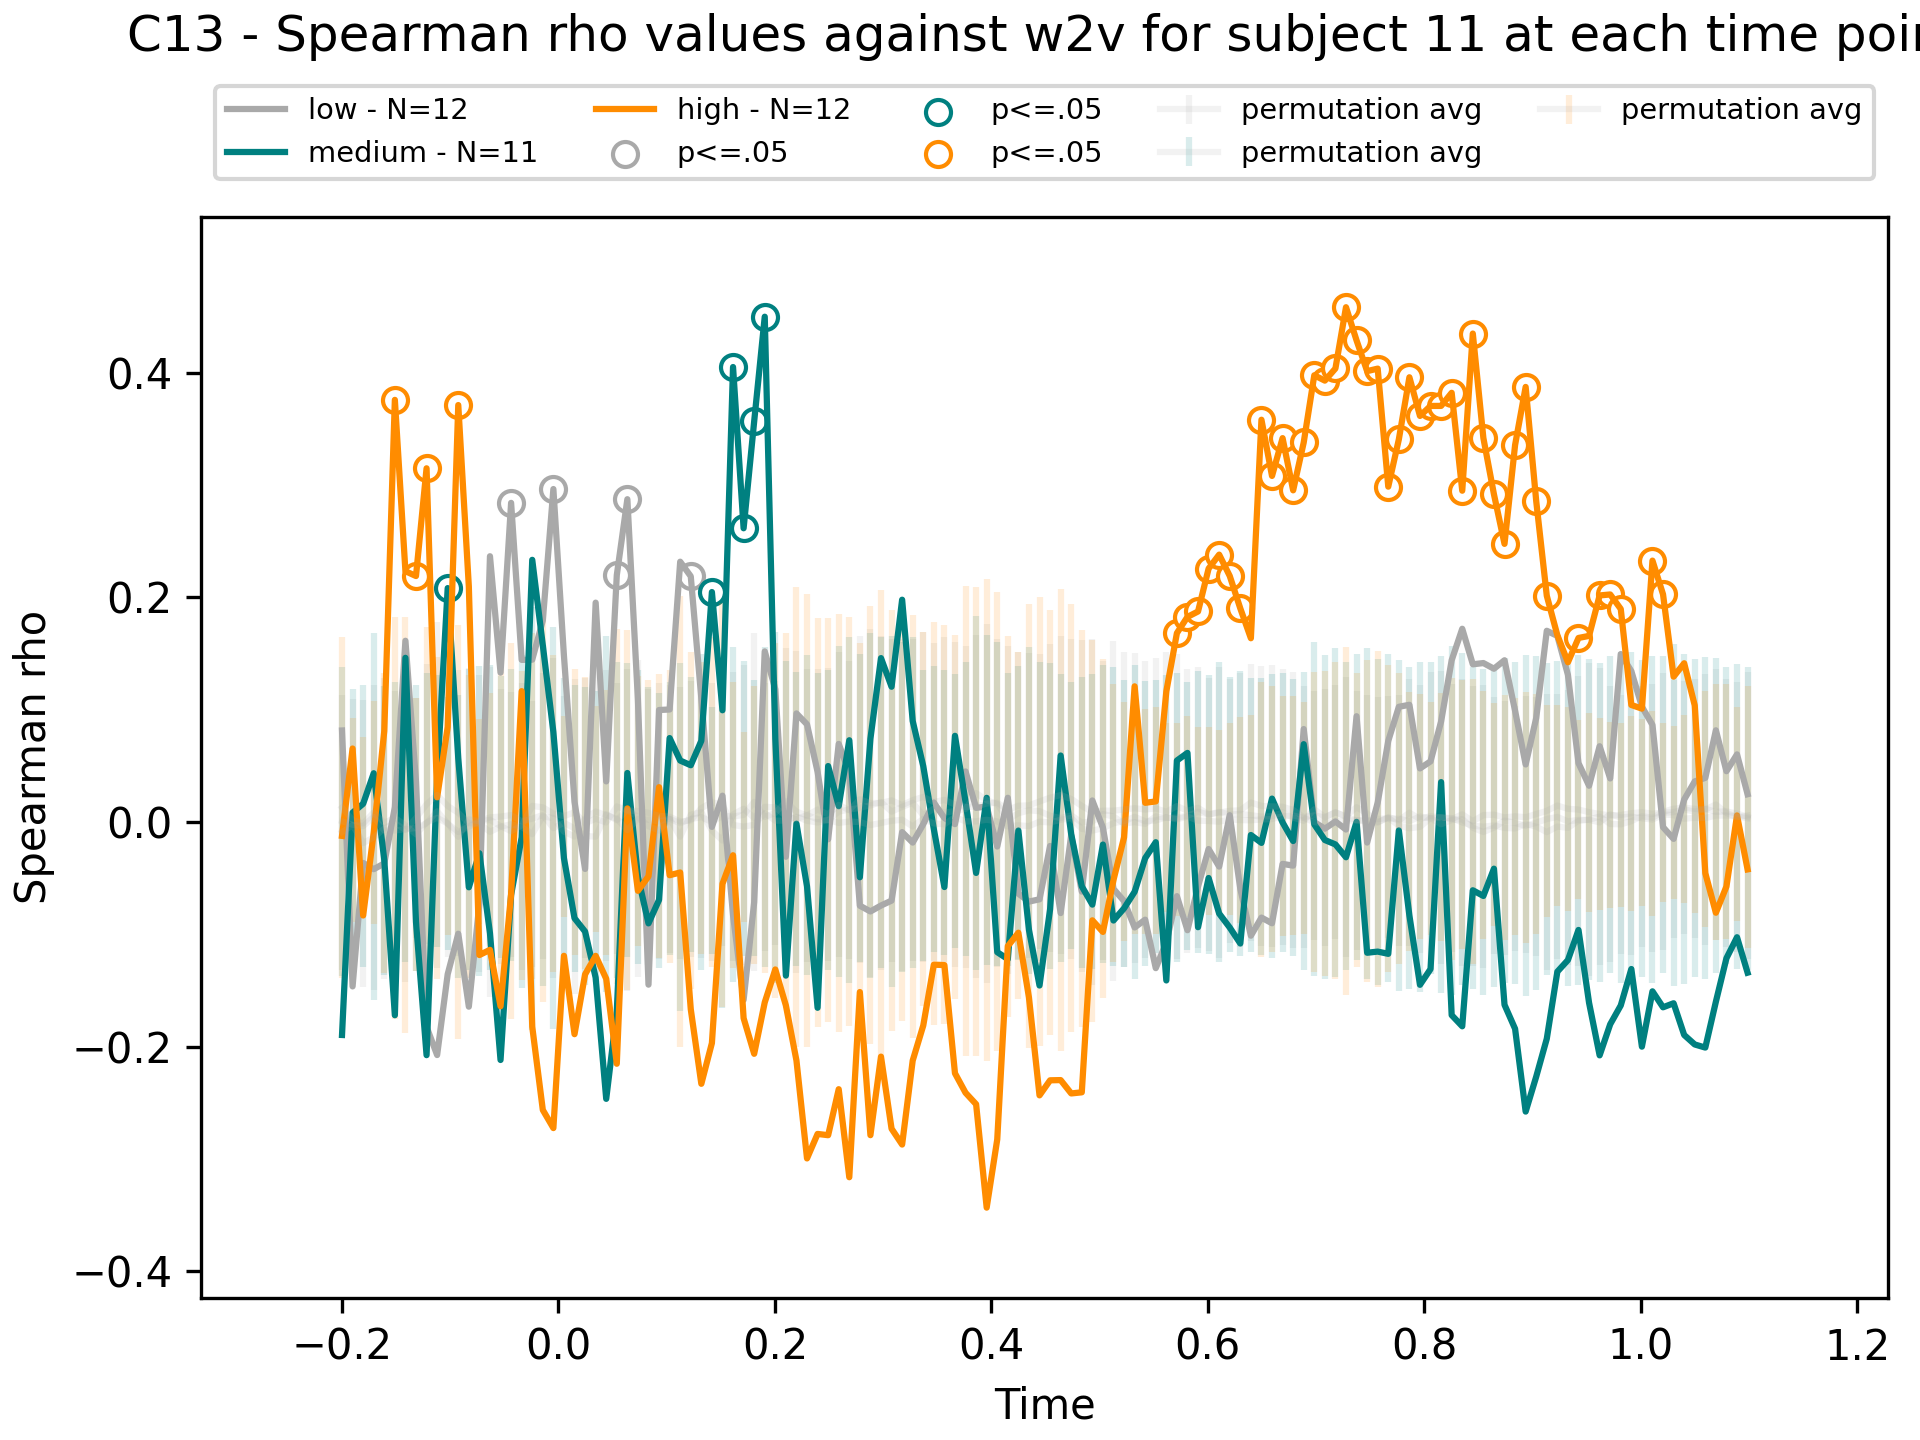 C13 - Spearman rho values against w2v for subject 11 at each time poi
low - N=12
high - N=12
p<=.05
permutation avg
permutation avg
medium - N=11
p<=.05
p<=.05
permutation avg
0.4
0.2
0.0
−0.2
−0.4
Spearman rho
−0.2
0.0
0.2
0.4
0.6
0.8
1.0
1.2
Time